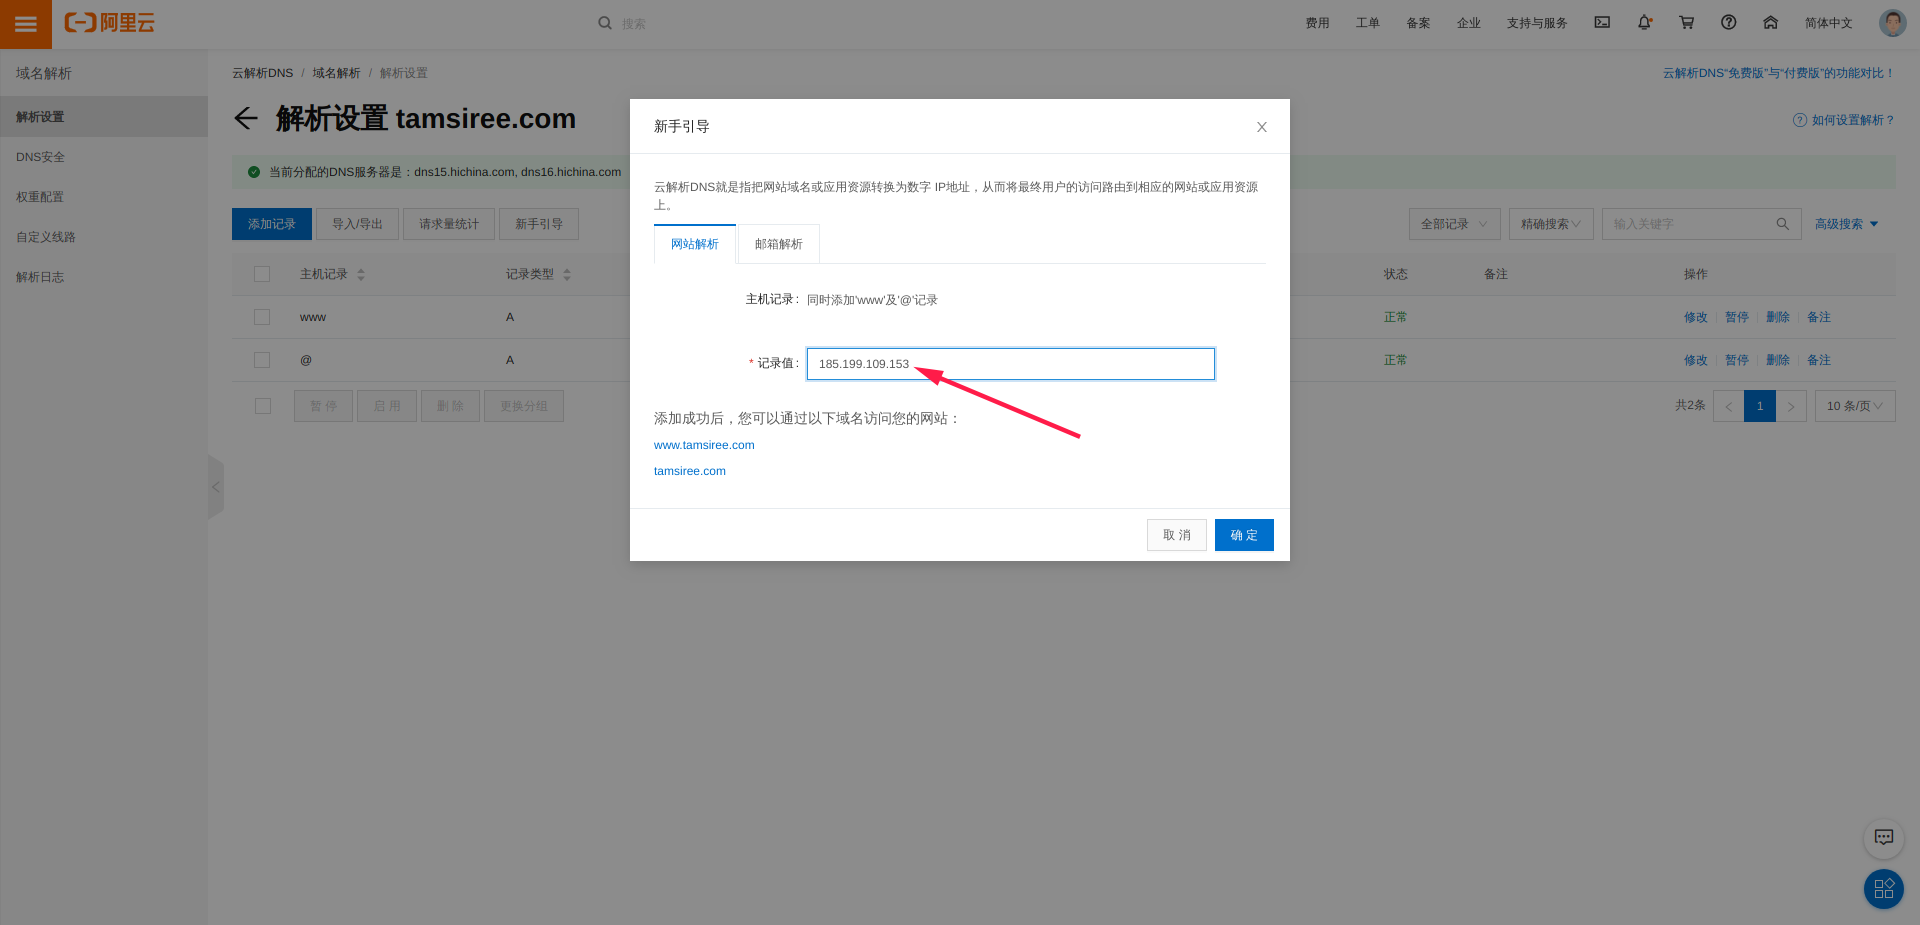 阿里云
搜索
费用
工单
备案
企业
支持与服务
简体中文
域名解析
解析设置
DNS安全
权重配置
自定义线路
解析日志
云解析DNS / 域名解析 / 解析设置
云解析DNS“免费版”与“付费版”的功能对比！
解析设置 tamsiree.com
如何设置解析？
当前分配的DNS服务器是：dns15.hichina.com, dns16.hichina.com
添加记录
导入/导出
请求量统计
新手引导
全部记录
精确搜索
输入关键字
高级搜索
主机记录
记录类型
状态
备注
操作
www
A
正常
修改
暂停
删除
备注
@
A
正常
修改
暂停
删除
备注
暂 停
启 用
删 除
更换分组
共2条
1
10 条/页
新手引导
云解析DNS就是指把网站域名或应用资源转换为数字 IP地址，从而将最终用户的访问路由到相应的网站或应用资源
上。
网站解析
邮箱解析
主机记录 : 同时添加'www'及'@'记录
* 记录值 : 185.199.109.153
添加成功后，您可以通过以下域名访问您的网站：
www.tamsiree.com
tamsiree.com
取 消
确 定